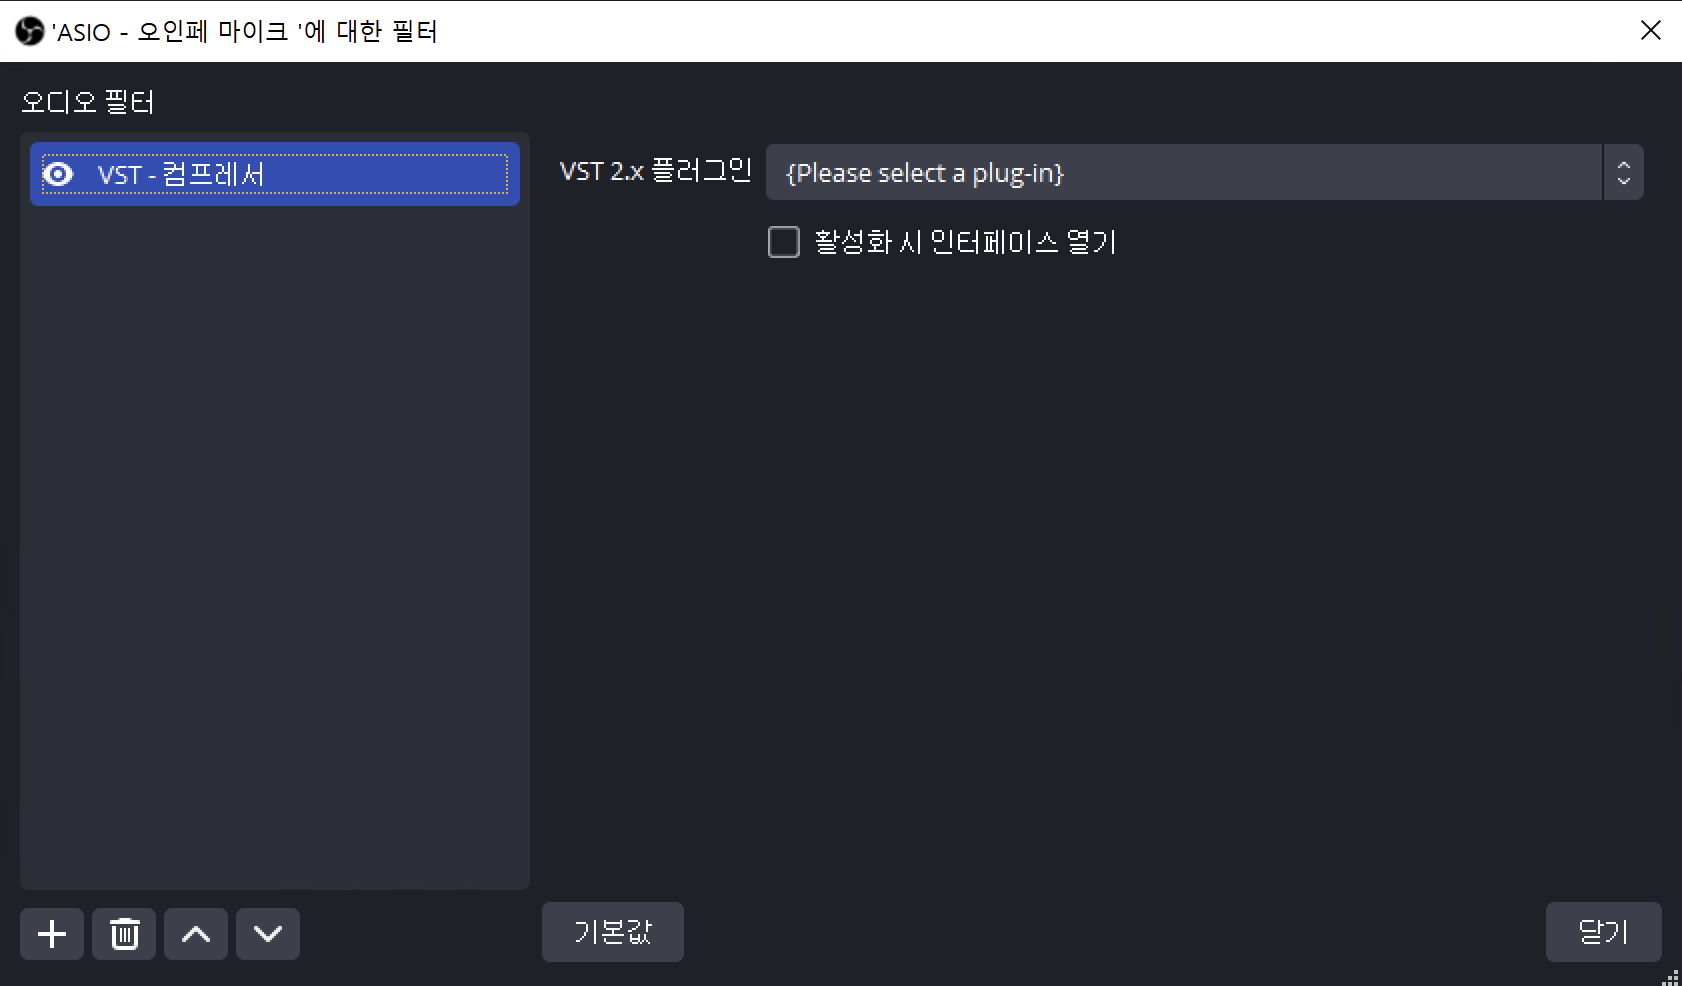 'ASIO - 오인페 마이크 '에 대한 필터
오디오 필터
VST - 컴프레서
VST 2.x 플러그인
{Please select a plug-in}
활성화 시 인터페이스 열기
기본값
닫기